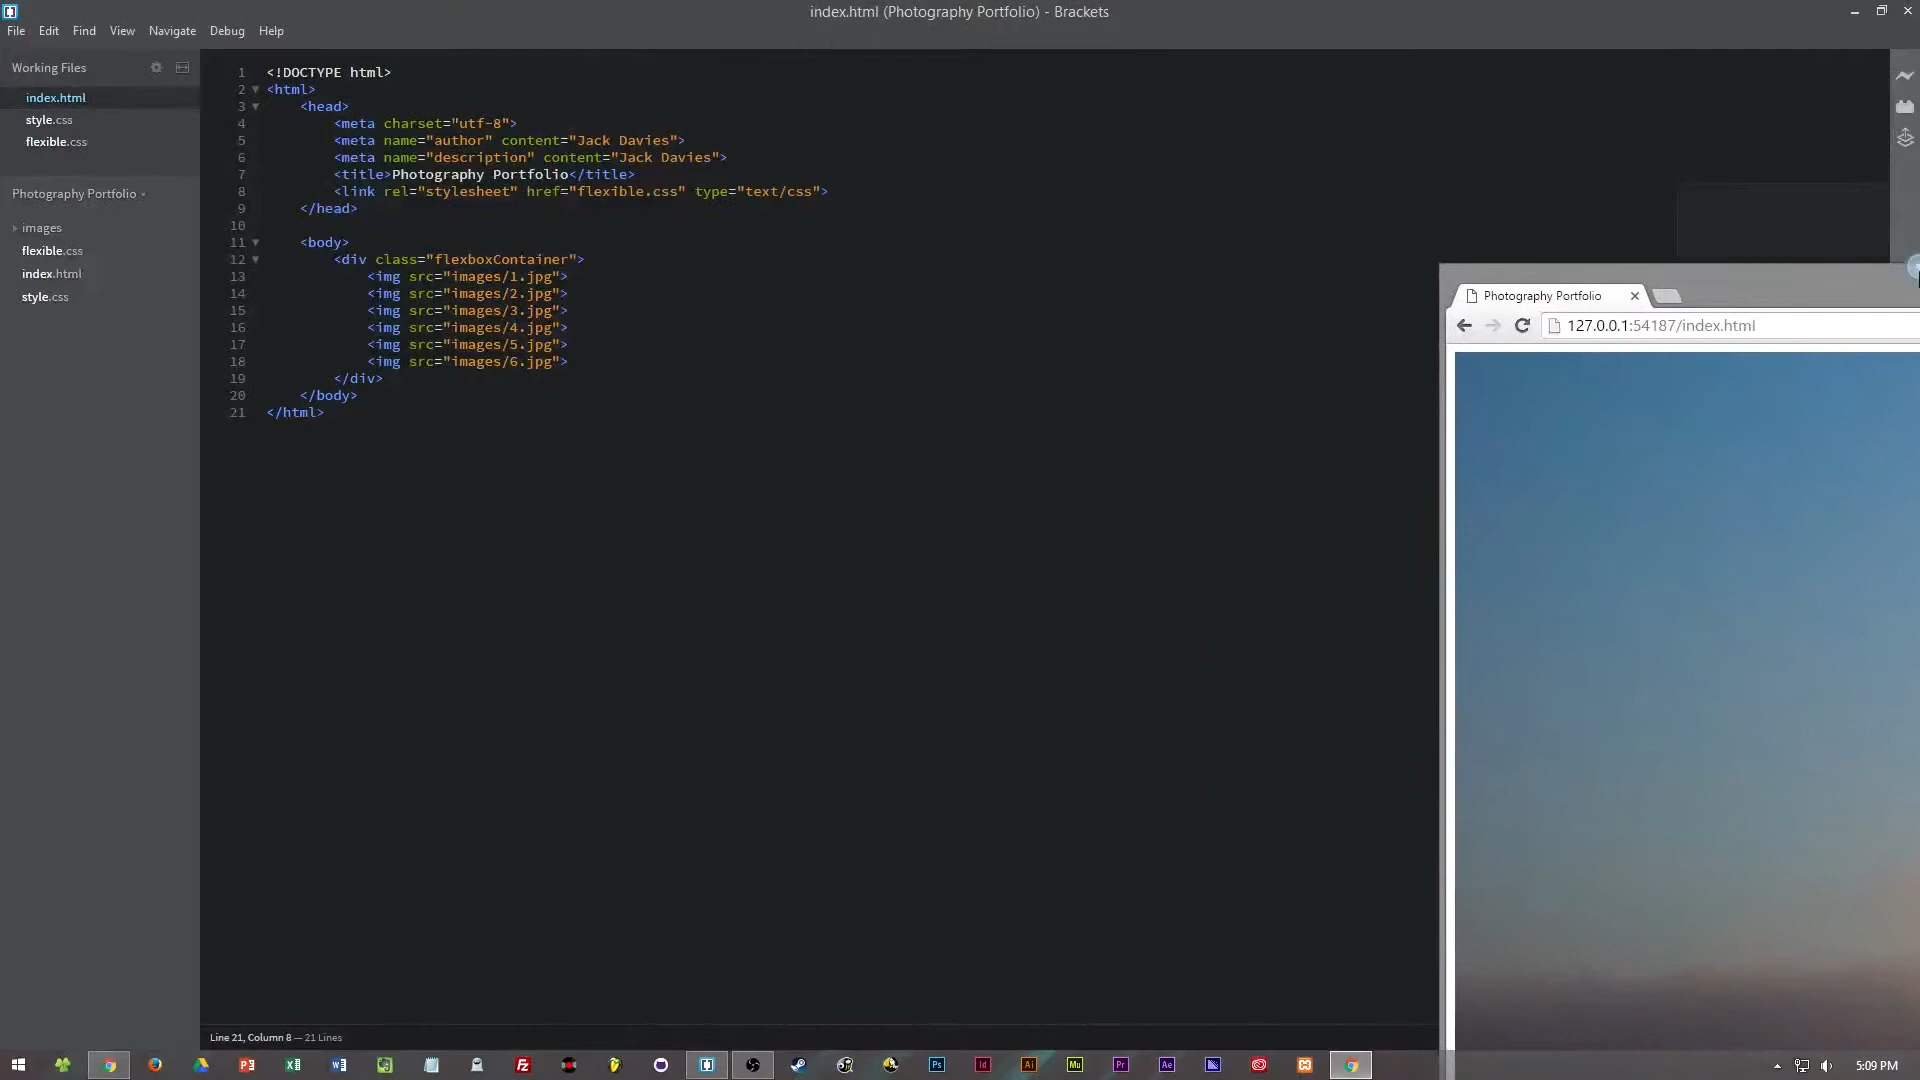 index.html (Photography Portfolio) - Brackets
File Edit Find View Navigate Debug Help
Working Files
index.html
style.css
flexible.css
Photography Portfolio
images
flexible.css
index.html
style.css
1 <!DOCTYPE html>
2 <html>
3 <head>
4 <meta charset="utf-8">
5 <meta name="author" content="Jack Davies">
6 <meta name="description" content="Jack Davies">
7 <title>Photography Portfolio</title>
8 <link rel="stylesheet" href="flexible.css" type="text/css">
9 </head>
10
11 <body>
12 <div class="flexboxContainer">
13 <img src="images/1.jpg">
14 <img src="images/2.jpg">
15 <img src="images/3.jpg">
16 <img src="images/4.jpg">
17 <img src="images/5.jpg">
18 <img src="images/6.jpg">
19 </div>
20 </body>
21 </html>
Photography Portfolio
127.0.0.1:54187/index.html
Line 21, Column 8 — 21 Lines
Ps Id Ai Mu Pr Ae
5:09 PM